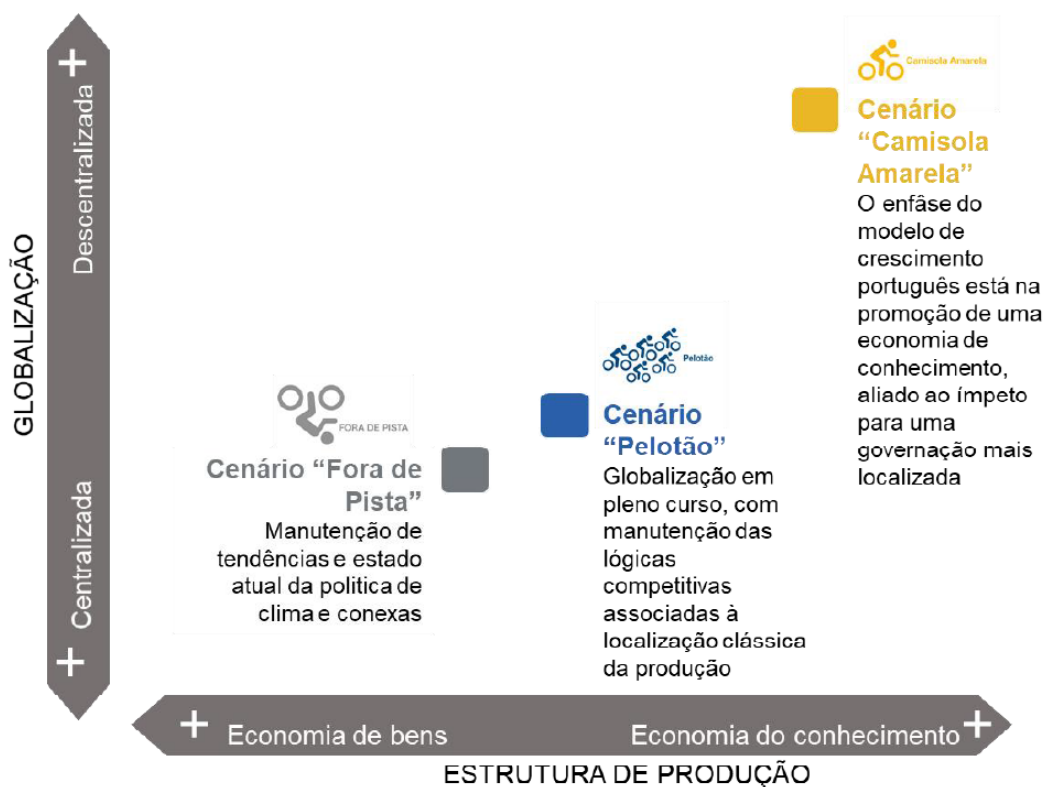 Camisola Amarela
Cenário
“Camisola
Amarela”
O enfâse do
modelo de
crescimento
português está na
promoção de uma
economia de
conhecimento,
aliado ao ímpeto
para uma
governação mais
localizada
Pelotão
Cenário
“Pelotão”
Globalização em
pleno curso, com
manutenção das
lógicas
competitivas
associadas à
localização clássica
da produção
FORA DE PISTA
Cenário “Fora de
Pista”
Manutenção de
tendências e estado
atual da politica de
clima e conexas
GLOBALIZAÇÃO
+
Descentralizada
Centralizada
+
+ Economia de bens
Economia do conhecimento +
ESTRUTURA DE PRODUÇÃO